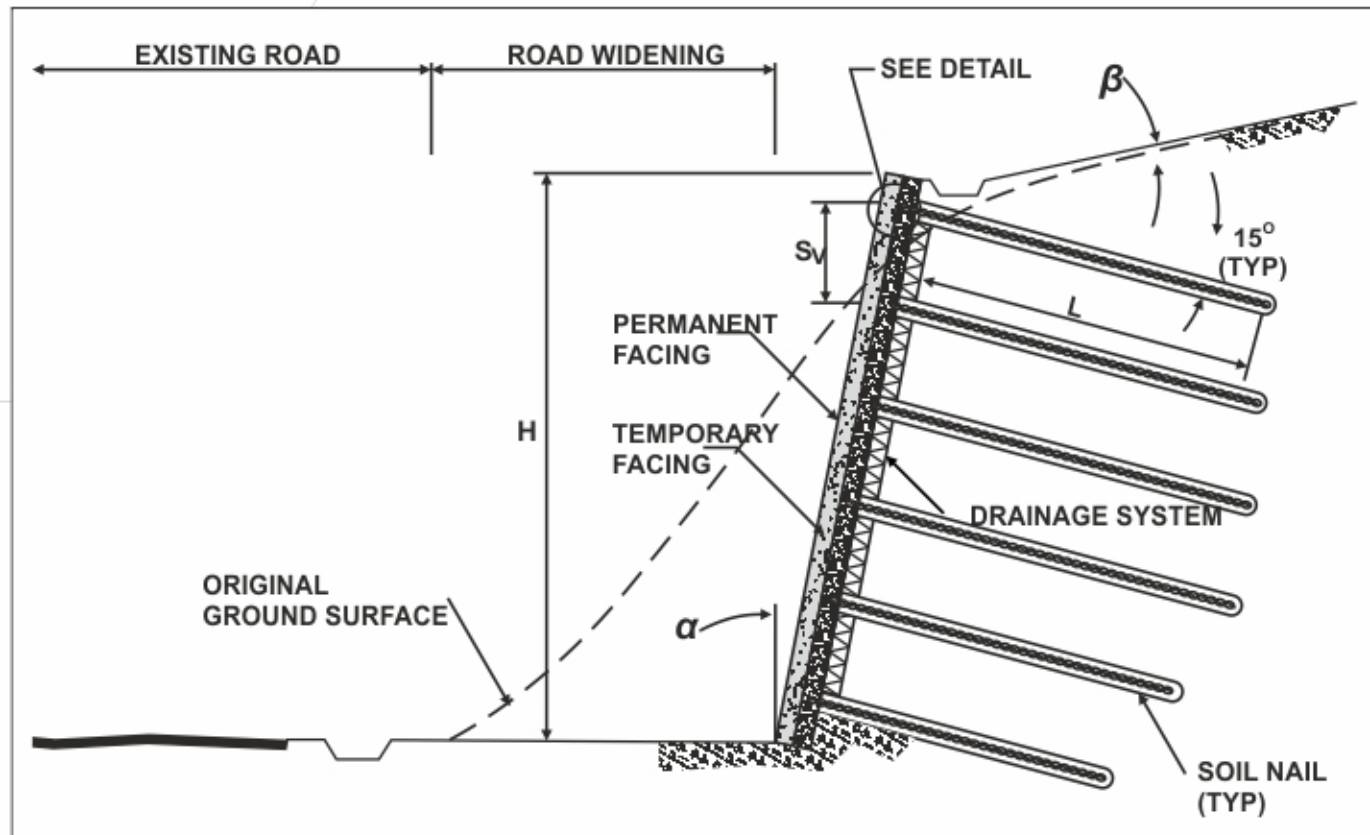 EXISTING ROAD
ROAD WIDENING
SEE DETAIL
β
15°
(TYP)
SV
L
PERMANENT
FACING
H
TEMPORARY
FACING
DRAINAGE SYSTEM
ORIGINAL
GROUND SURFACE
α
SOIL NAIL
(TYP)